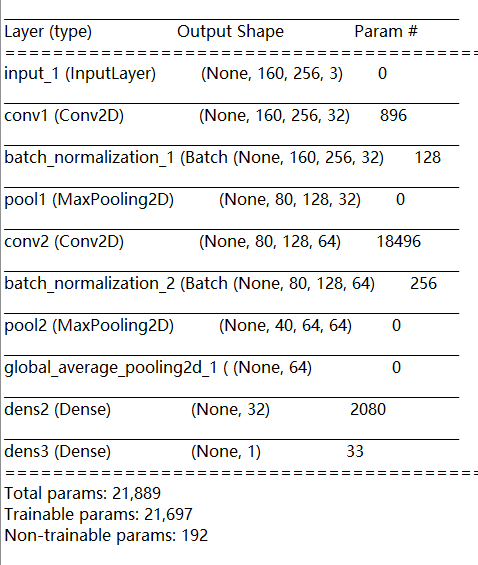 Layer (type) Output Shape Param #
==================================================
input_1 (InputLayer) (None, 160, 256, 3) 0
conv1 (Conv2D) (None, 160, 256, 32) 896
batch_normalization_1 (Batch (None, 160, 256, 32) 128
pool1 (MaxPooling2D) (None, 80, 128, 32) 0
conv2 (Conv2D) (None, 80, 128, 64) 18496
batch_normalization_2 (Batch (None, 80, 128, 64) 256
pool2 (MaxPooling2D) (None, 40, 64, 64) 0
global_average_pooling2d_1 ( (None, 64) 0
dens2 (Dense) (None, 32) 2080
dens3 (Dense) (None, 1) 33
==================================================
Total params: 21,889
Trainable params: 21,697
Non-trainable params: 192